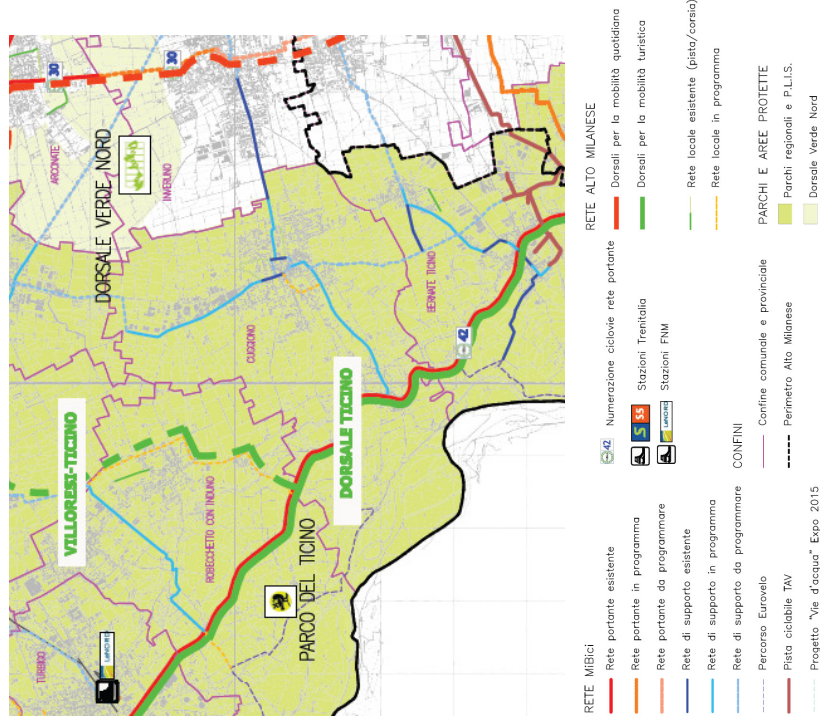 30
30
ARCONATE
DORSALE VERDE NORD
INVERUNO
CUGGIONO
BERNATE TICINO
42
VILLORESI-TICINO
DORSALE TICINO
ROBECCHETTO CON INDUNO
PARCO DEL TICINO
TURBIGO
LeNORD
RETE MiBici
Rete portante esistente
Rete portante in programma
Rete portante da programmare
Rete di supporto esistente
Rete di supporto in programma
Rete di supporto da programmare
Percorso Eurovelo
Pista ciclabile TAV
Progetto "Vie d'acqua" Expo 2015
42 Numerazione ciclovie rete portante
S S5 Stazioni Trenitalia
LeNORD Stazioni FNM
CONFINI
Confine comunale e provinciale
Perimetro Alto Milanese
RETE ALTO MILANESE
Dorsali per la mobilità quotidiana
Dorsali per la mobilità turistica
Rete locale esistente (pista/corsia)
Rete locale in programma
PARCHI E AREE PROTETTE
Parchi regionali e P.L.I.S.
Dorsale Verde Nord